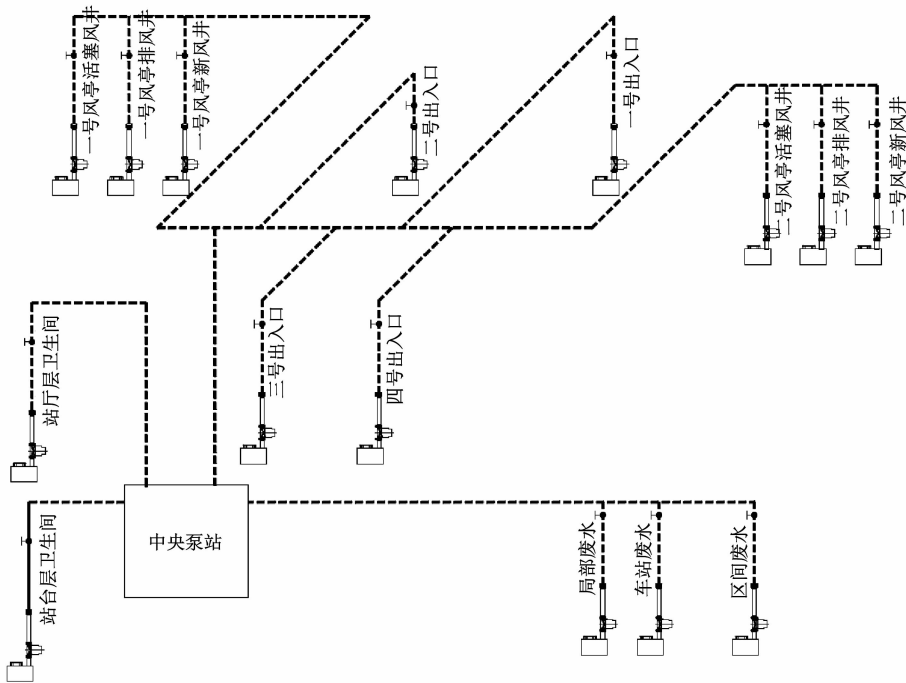 一号风亭活塞风井
一号风亭排风井
一号风亭新风井
二号出入口
一号出入口
二号风亭活塞风井
二号风亭排风井
二号风亭新风井
站厅层卫生间
三号出入口
四号出入口
站台层卫生间
中央泵站
局部废水
车站废水
区间废水